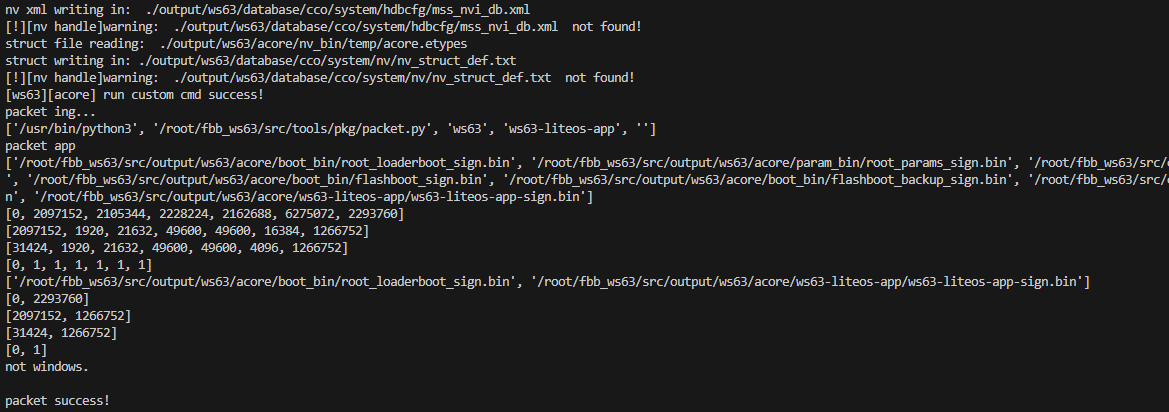 nv xml writing in:  ./output/ws63/database/cco/system/hdbcfg/mss_nvi_db.xml
[!][nv handle]warning:  ./output/ws63/database/cco/system/hdbcfg/mss_nvi_db.xml  not found!
struct file reading:  ./output/ws63/acore/nv_bin/temp/acore.etypes
struct writing in: ./output/ws63/database/cco/system/nv/nv_struct_def.txt
[!][nv handle]warning:  ./output/ws63/database/cco/system/nv/nv_struct_def.txt  not found!
[ws63][acore] run custom cmd success!
packet ing...
['/usr/bin/python3', '/root/fbb_ws63/src/tools/pkg/packet.py', 'ws63', 'ws63-liteos-app', '']
packet app
['/root/fbb_ws63/src/output/ws63/acore/boot_bin/root_loaderboot_sign.bin', '/root/fbb_ws63/src/output/ws63/acore/param_bin/root_params_sign.bin', '/root/fbb_ws63/src/
', '/root/fbb_ws63/src/output/ws63/acore/boot_bin/flashboot_sign.bin', '/root/fbb_ws63/src/output/ws63/acore/boot_bin/flashboot_backup_sign.bin', '/root/fbb_ws63/src/
n', '/root/fbb_ws63/src/output/ws63/acore/ws63-liteos-app/ws63-liteos-app-sign.bin']
[0, 2097152, 2105344, 2228224, 2162688, 6275072, 2293760]
[2097152, 1920, 21632, 49600, 49600, 16384, 1266752]
[31424, 1920, 21632, 49600, 49600, 4096, 1266752]
[0, 1, 1, 1, 1, 1, 1]
['/root/fbb_ws63/src/output/ws63/acore/boot_bin/root_loaderboot_sign.bin', '/root/fbb_ws63/src/output/ws63/acore/ws63-liteos-app/ws63-liteos-app-sign.bin']
[0, 2293760]
[2097152, 1266752]
[31424, 1266752]
[0, 1]
not windows.
packet success!